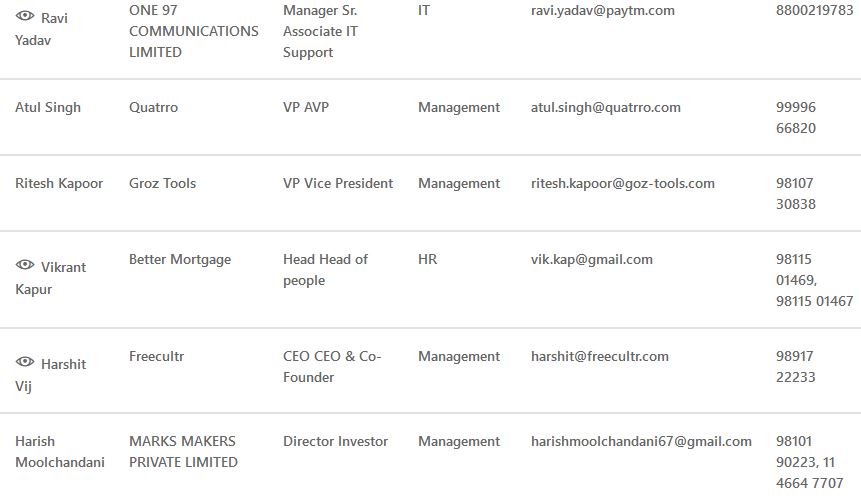 Ravi Yadav ONE 97 COMMUNICATIONS LIMITED Manager Sr. Associate IT Support IT ravi.yadav@paytm.com 8800219783
Atul Singh Quatrro VP AVP Management atul.singh@quatrro.com 99996 66820
Ritesh Kapoor Groz Tools VP Vice President Management ritesh.kapoor@goz-tools.com 98107 30838
Vikrant Kapur Better Mortgage Head Head of people HR vik.kap@gmail.com 98115 01469, 98115 01467
Harshit Vij Freecultr CEO CEO & Co-Founder Management harshit@freecultr.com 98917 22233
Harish Moolchandani MARKS MAKERS PRIVATE LIMITED Director Investor Management harishmoolchandani67@gmail.com 98101 90223, 11 4664 7707